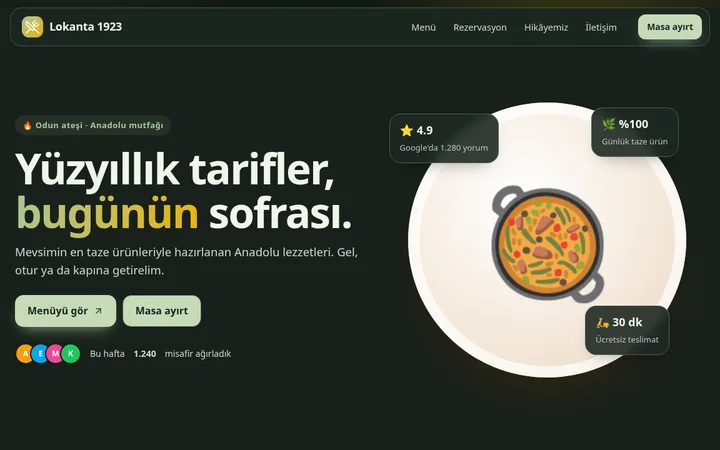 Lokanta 1923
Menü
Rezervasyon
Hikâyemiz
İletişim
Masa ayırt
🔥 Odun ateşi · Anadolu mutfağı
Yüzyıllık tarifler,
bugünün sofrası.
Mevsimin en taze ürünleriyle hazırlanan Anadolu lezzetleri. Gel,
otur ya da kapına getirelim.
Menüyü gör
Masa ayırt
A E M K
Bu hafta 1.240 misafir ağırladık
⭐ 4.9
Google'da 1.280 yorum
🌿 %100
Günlük taze ürün
🛵 30 dk
Ücretsiz teslimat